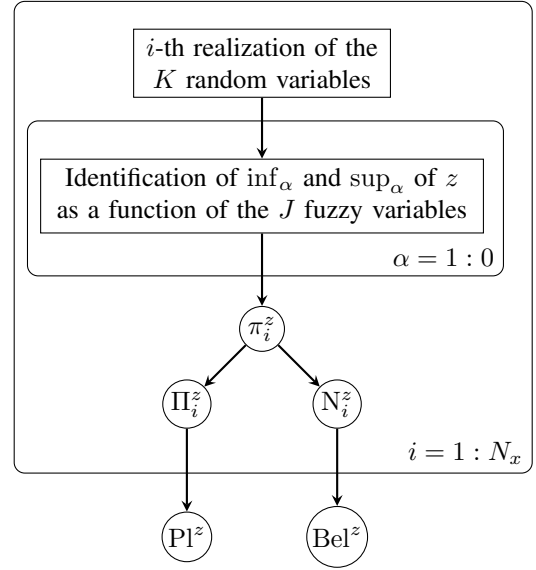 i-th realization of the
K random variables
Identification of inf_α and sup_α of z
as a function of the J fuzzy variables
α = 1 : 0
π_i^z
Π_i^z N_i^z
i = 1 : N_x
Pl^z Bel^z